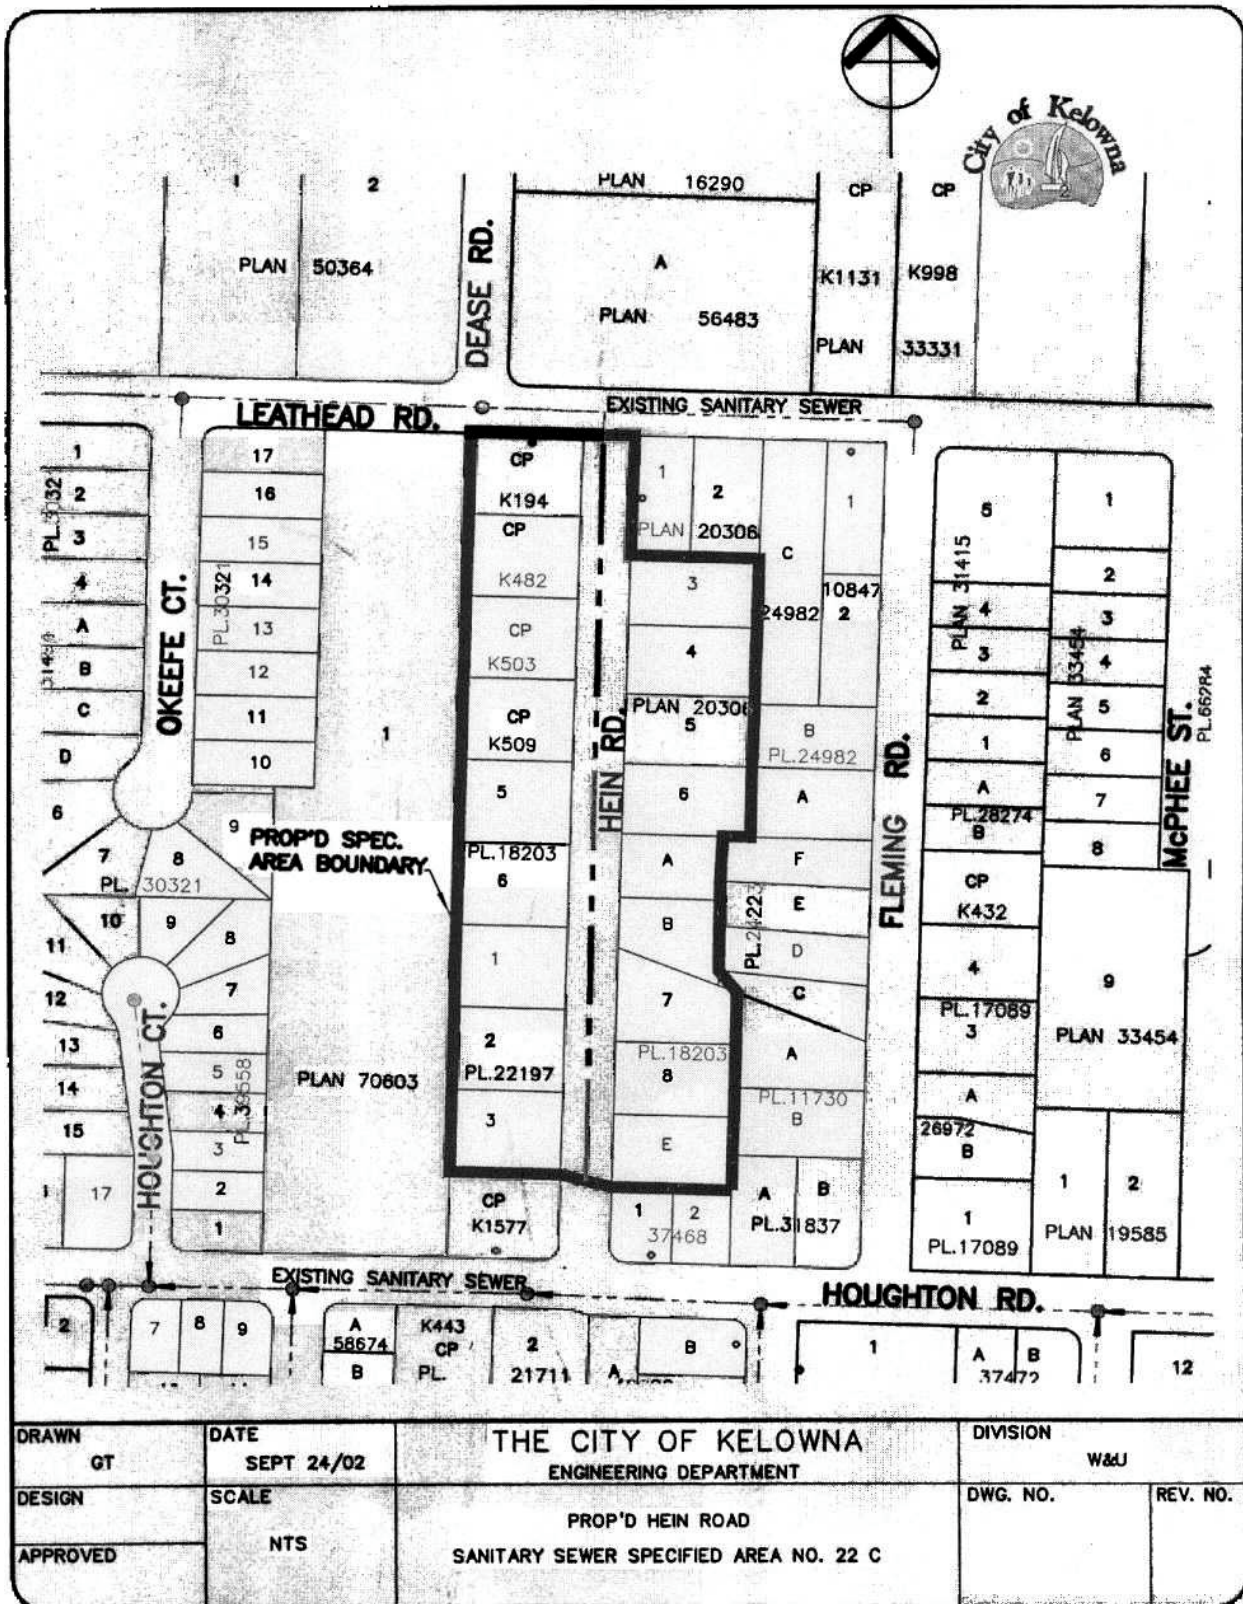 City of Kelowna
1
2
PLAN 50364
DEASE RD.
PLAN 16290
A
PLAN 56483
CP
K1131
PLAN
CP
K998
33331
LEATHEAD RD.
EXISTING SANITARY SEWER
1
2
3
4
A
B
C
D
6
OKEEFE CT.
17
16
15
14
13
12
11
10
9
PL.30321
1
CP
K194
CP
K482
CP
K503
CP
K509
5
PL.18203
6
1
2
PL.22197
3
CP
K1577
HEIN RD.
1
2
PLAN 20306
3
4
PLAN 20306
5
6
A
B
7
PL.18203
8
E
1
2
37468
C
24982
1
10847
2
B
PL.24982
A
F
E
D
C
PL.24223
A
PL.11730
B
A
B
PL.31837
FLEMING RD.
5
PLAN 31415
4
3
2
1
A
PL.28274
B
CP
K432
4
PL.17089
3
A
26972
B
1
PL.17089
1
2
3
4
5
6
7
8
PLAN 33454
McPHEE ST.
PL.66284
9
PLAN 33454
1
2
PLAN 19585
PROP'D SPEC.
AREA BOUNDARY
7
8
PL. 30321
10
9
8
11
7
12
6
13
5
14
4
15
3
17
2
1
PL.39558
HOUGHTON CT.
PLAN 70603
EXISTING SANITARY SEWER
HOUGHTON RD.
2
7
8
9
A
58674
B
K443
CP
PL.
2
21711
A
B
1
A
B
37472
12
DRAWN
GT
DATE
SEPT 24/02
THE CITY OF KELOWNA
ENGINEERING DEPARTMENT
DIVISION
W&U
DESIGN
SCALE
NTS
PROP'D HEIN ROAD
SANITARY SEWER SPECIFIED AREA NO. 22 C
DWG. NO.
REV. NO.
APPROVED